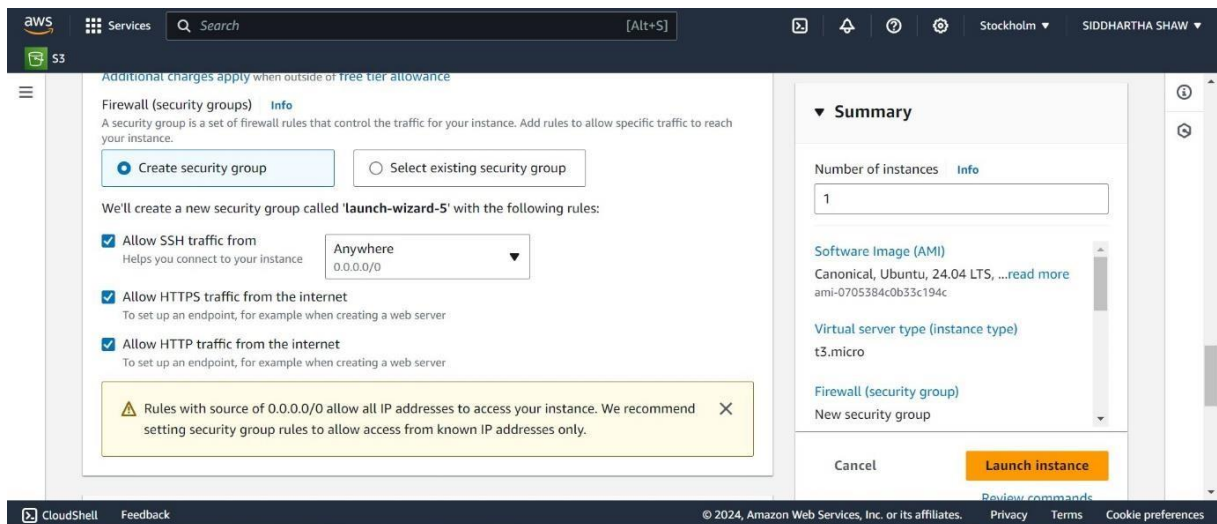 aws
Services
Search
[Alt+S]
Stockholm ▼
SIDDHARTHA SHAW ▼
S3
Additional charges apply when outside of free tier allowance
Firewall (security groups) Info
A security group is a set of firewall rules that control the traffic for your instance. Add rules to allow specific traffic to reach
your instance.
Create security group
Select existing security group
We'll create a new security group called 'launch-wizard-5' with the following rules:
Allow SSH traffic from
Helps you connect to your instance
Anywhere
0.0.0.0/0
Allow HTTPS traffic from the internet
To set up an endpoint, for example when creating a web server
Allow HTTP traffic from the internet
To set up an endpoint, for example when creating a web server
Rules with source of 0.0.0.0/0 allow all IP addresses to access your instance. We recommend
setting security group rules to allow access from known IP addresses only.
▼ Summary
Number of instances Info
1
Software Image (AMI)
Canonical, Ubuntu, 24.04 LTS, ...read more
ami-0705384c0b33c194c
Virtual server type (instance type)
t3.micro
Firewall (security group)
New security group
Cancel
Launch instance
Review commands
CloudShell
Feedback
© 2024, Amazon Web Services, Inc. or its affiliates.
Privacy
Terms
Cookie preferences